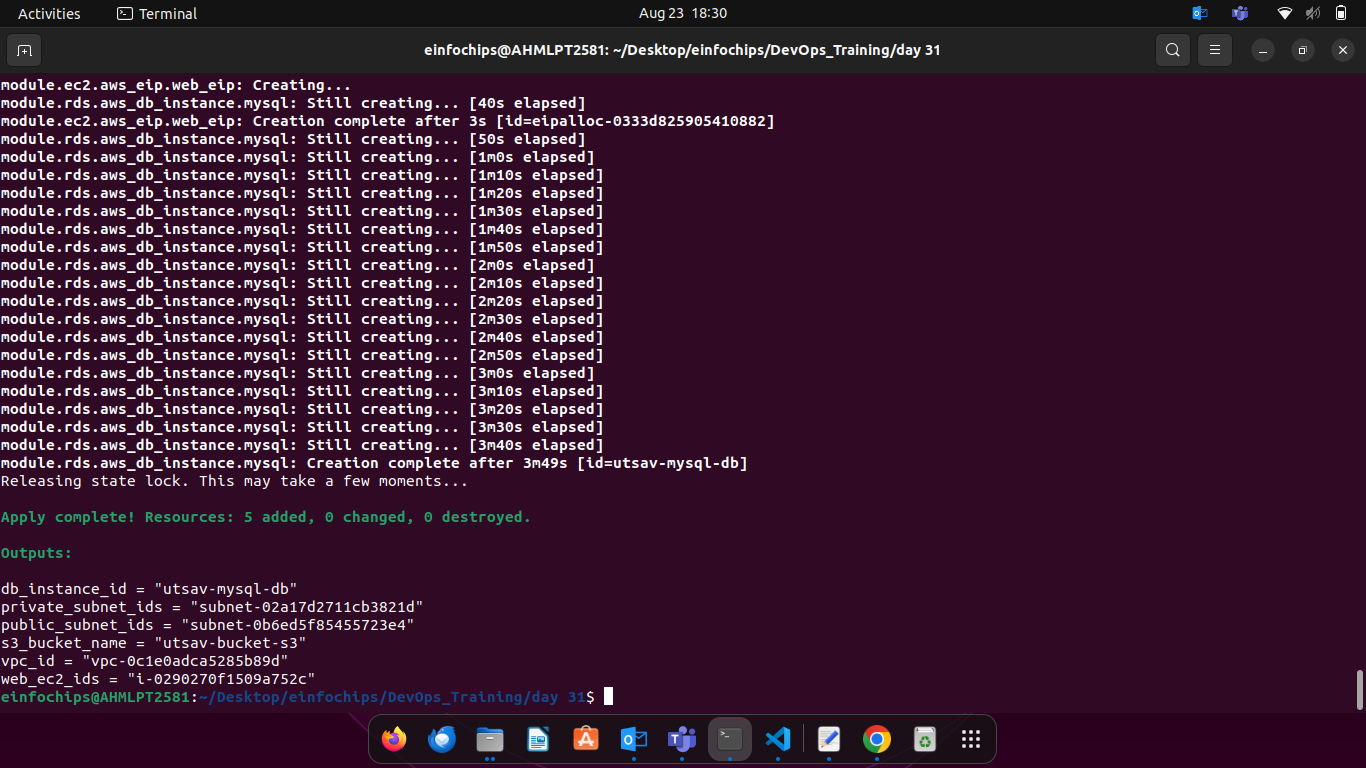 Activities
Terminal
Aug 23 18:30
einfochips@AHMLPT2581: ~/Desktop/einfochips/DevOps_Training/day 31
module.ec2.aws_eip.web_eip: Creating...
module.rds.aws_db_instance.mysql: Still creating... [40s elapsed]
module.ec2.aws_eip.web_eip: Creation complete after 3s [id=eipalloc-0333d825905410882]
module.rds.aws_db_instance.mysql: Still creating... [50s elapsed]
module.rds.aws_db_instance.mysql: Still creating... [1m0s elapsed]
module.rds.aws_db_instance.mysql: Still creating... [1m10s elapsed]
module.rds.aws_db_instance.mysql: Still creating... [1m20s elapsed]
module.rds.aws_db_instance.mysql: Still creating... [1m30s elapsed]
module.rds.aws_db_instance.mysql: Still creating... [1m40s elapsed]
module.rds.aws_db_instance.mysql: Still creating... [1m50s elapsed]
module.rds.aws_db_instance.mysql: Still creating... [2m0s elapsed]
module.rds.aws_db_instance.mysql: Still creating... [2m10s elapsed]
module.rds.aws_db_instance.mysql: Still creating... [2m20s elapsed]
module.rds.aws_db_instance.mysql: Still creating... [2m30s elapsed]
module.rds.aws_db_instance.mysql: Still creating... [2m40s elapsed]
module.rds.aws_db_instance.mysql: Still creating... [2m50s elapsed]
module.rds.aws_db_instance.mysql: Still creating... [3m0s elapsed]
module.rds.aws_db_instance.mysql: Still creating... [3m10s elapsed]
module.rds.aws_db_instance.mysql: Still creating... [3m20s elapsed]
module.rds.aws_db_instance.mysql: Still creating... [3m30s elapsed]
module.rds.aws_db_instance.mysql: Still creating... [3m40s elapsed]
module.rds.aws_db_instance.mysql: Creation complete after 3m49s [id=utsav-mysql-db]
Releasing state lock. This may take a few moments...
Apply complete! Resources: 5 added, 0 changed, 0 destroyed.
Outputs:
db_instance_id = "utsav-mysql-db"
private_subnet_ids = "subnet-02a17d2711cb3821d"
public_subnet_ids = "subnet-0b6ed5f85455723e4"
s3_bucket_name = "utsav-bucket-s3"
vpc_id = "vpc-0c1e0adca5285b89d"
web_ec2_ids = "i-0290270f1509a752c"
einfochips@AHMLPT2581:~/Desktop/einfochips/DevOps_Training/day 31$